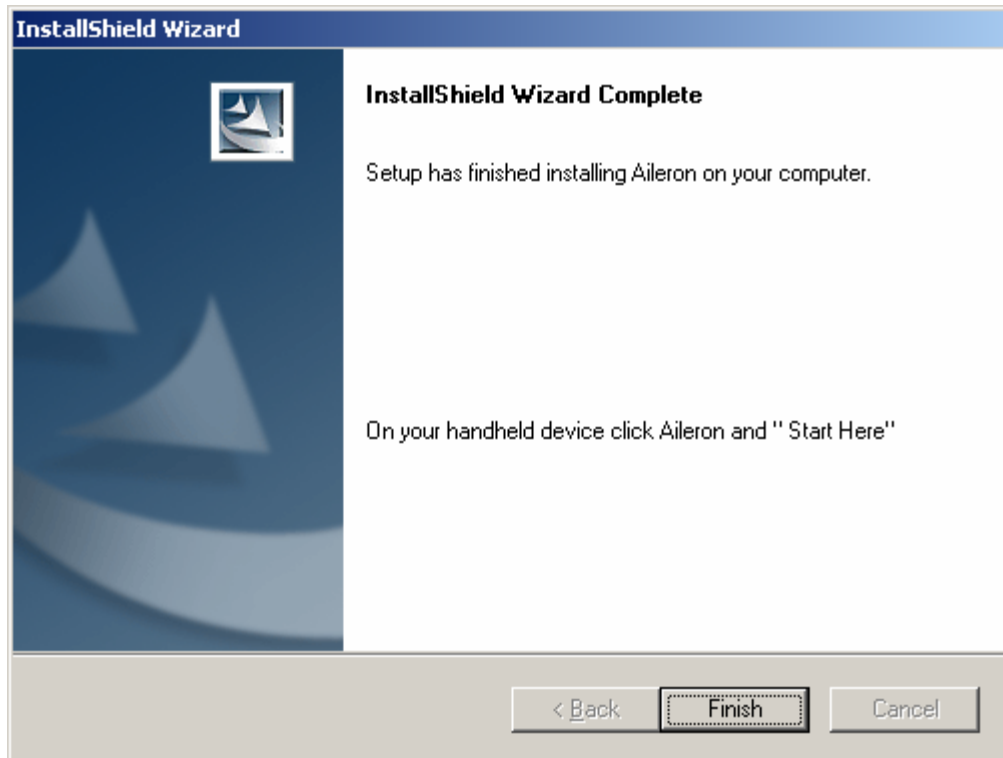 InstallShield Wizard
InstallShield Wizard Complete
Setup has finished installing Aileron on your computer.
On your handheld device click Aileron and " Start Here"
< Back
Finish
Cancel